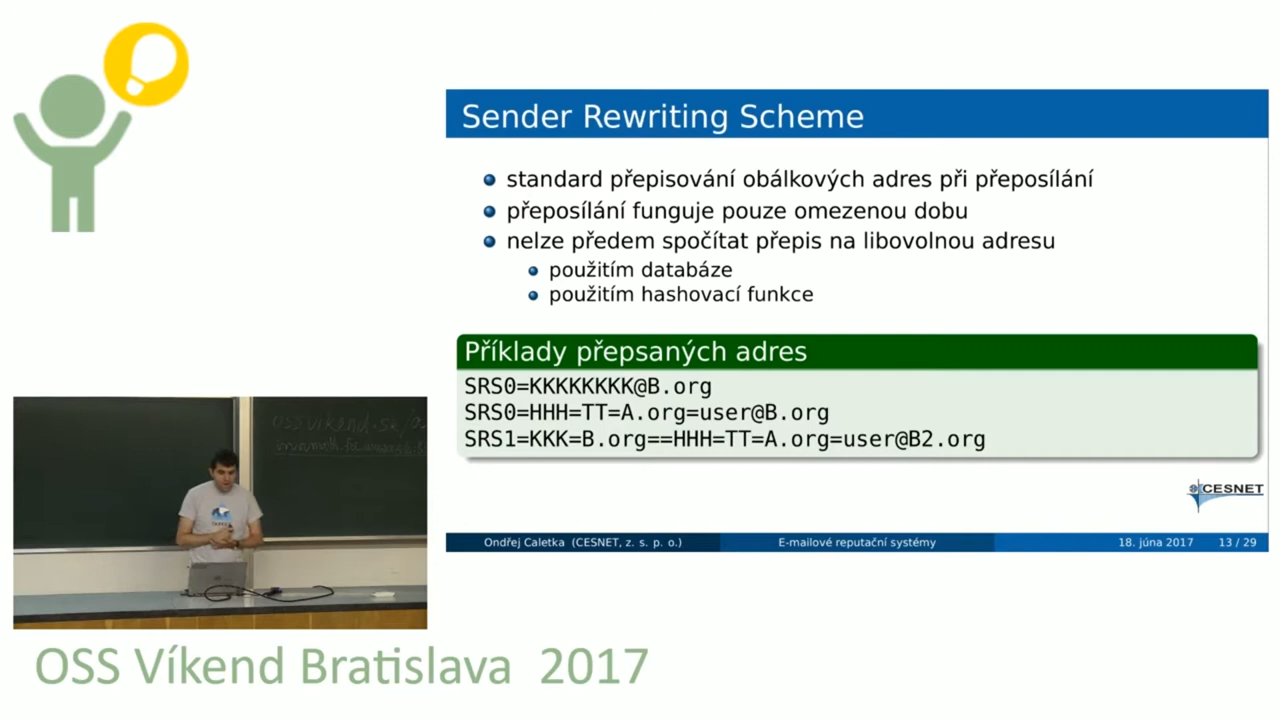 Sender Rewriting Scheme
standard přepisování obálkových adres při přeposílání
přeposílání funguje pouze omezenou dobu
nelze předem spočítat přepis na libovolnou adresu
použitím databáze
použitím hashovací funkce
Příklady přepsaných adres
SRS0=KKKKKKKK@B.org
SRS0=HHH=TT=A.org=user@B.org
SRS1=KKK=B.org==HHH=TT=A.org=user@B2.org
CESNET
Ondřej Caletka (CESNET, z. s. p. o.) E-mailové reputační systémy 18. júna 2017 13 / 29
OSS Víkend Bratislava 2017